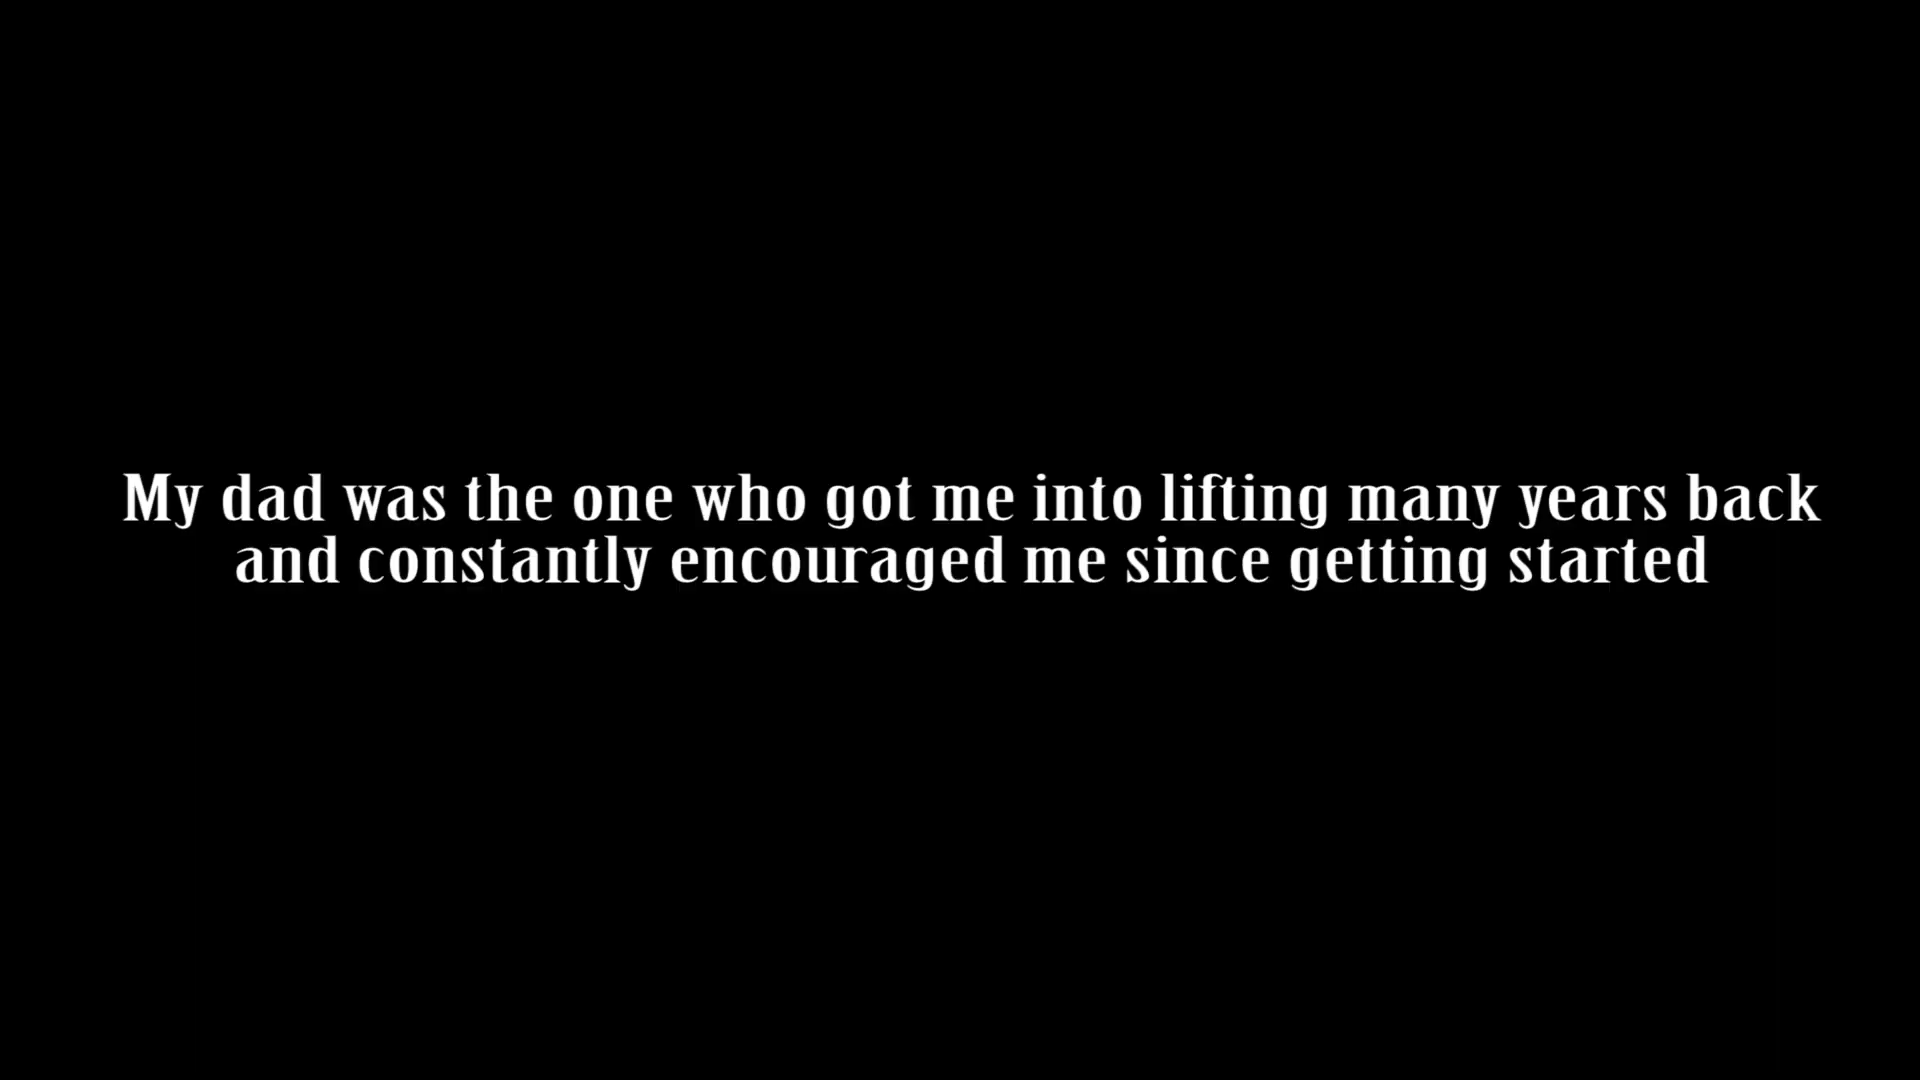 My dad was the one who got me into lifting many years back
and constantly encouraged me since getting started